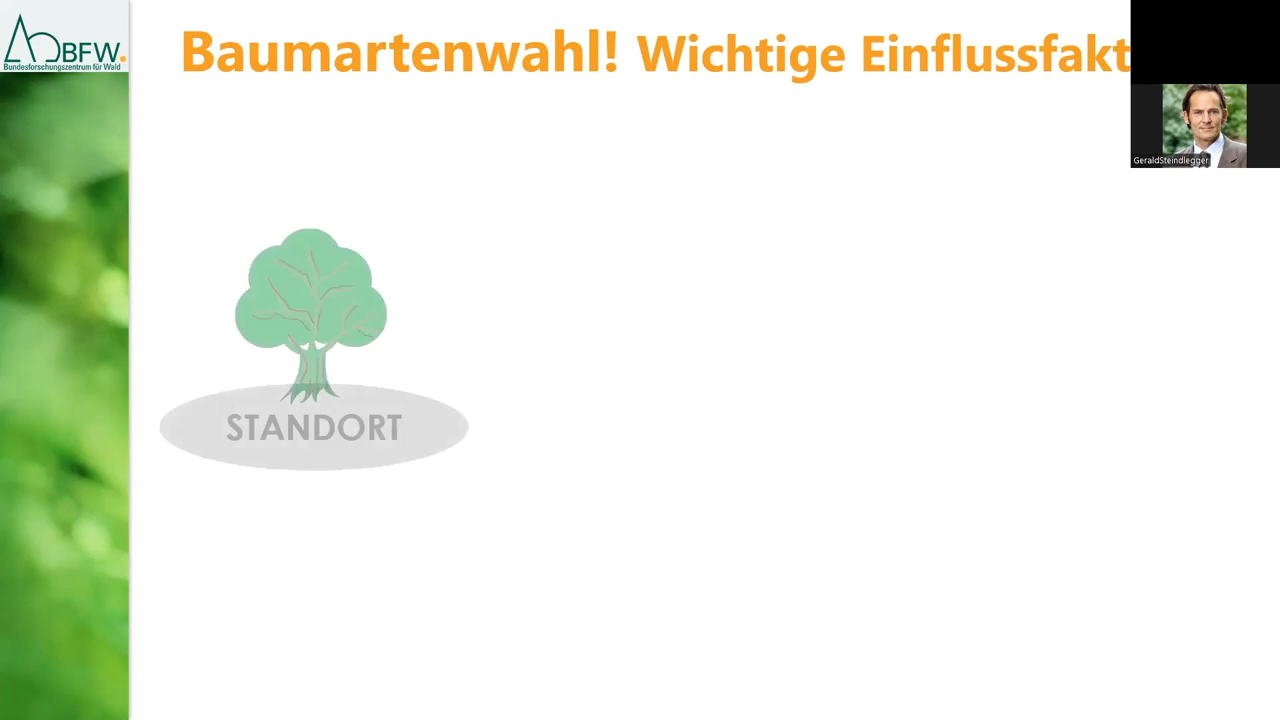 BFW.
Bundesforschungszentrum für Wald
Baumartenwahl! Wichtige Einflussfakt
GeraldSteindlegger
STANDORT